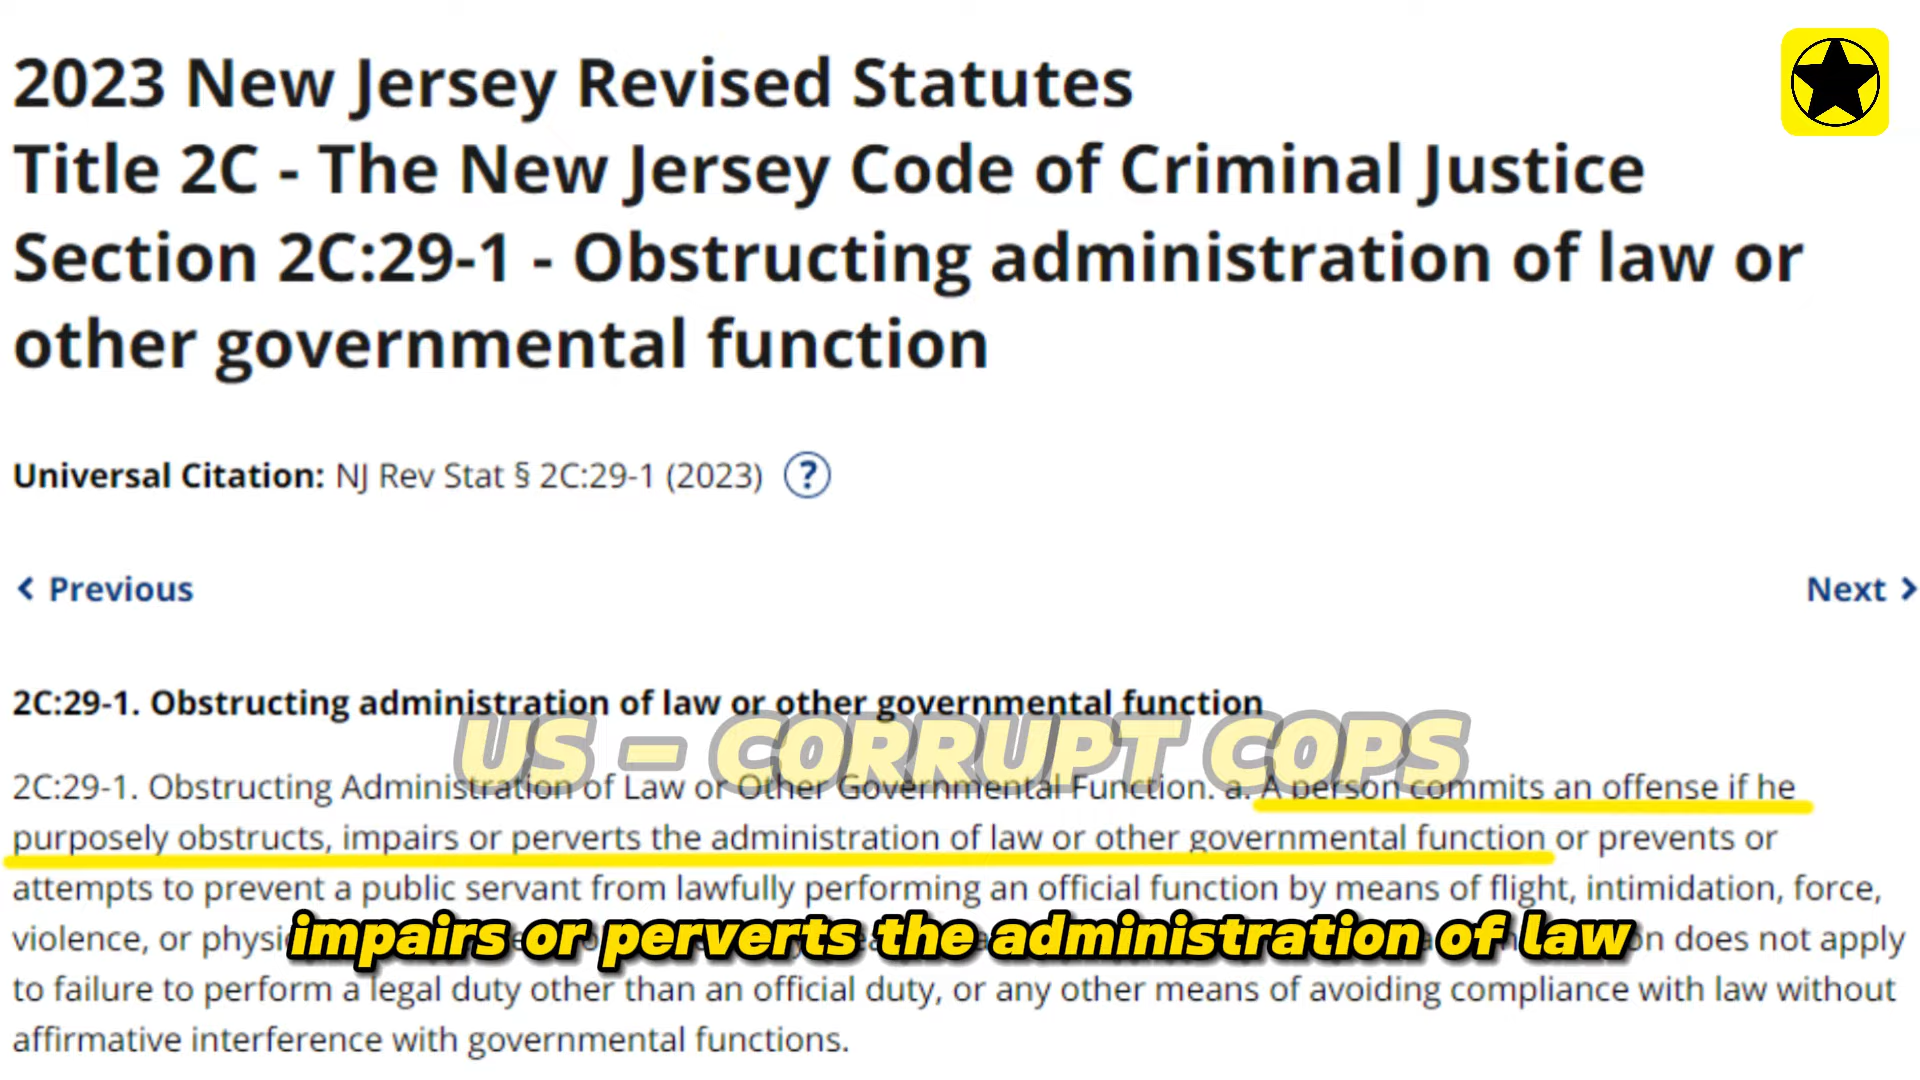 2023 New Jersey Revised Statutes
Title 2C - The New Jersey Code of Criminal Justice
Section 2C:29-1 - Obstructing administration of law or
other governmental function
Universal Citation: NJ Rev Stat § 2C:29-1 (2023) ?
Previous
Next
2C:29-1. Obstructing administration of law or other governmental function
US - CORRUPT COPS
2C:29-1. Obstructing Administration of Law or Other Governmental Function. a. A person commits an offense if he
purposely obstructs, impairs or perverts the administration of law or other governmental function or prevents or
attempts to prevent a public servant from lawfully performing an official function by means of flight, intimidation, force,
violence, or
does not apply
impairs or perverts the administration of law
to failure to perform a legal duty other than an official duty, or any other means of avoiding compliance with law without
affirmative interference with governmental functions.